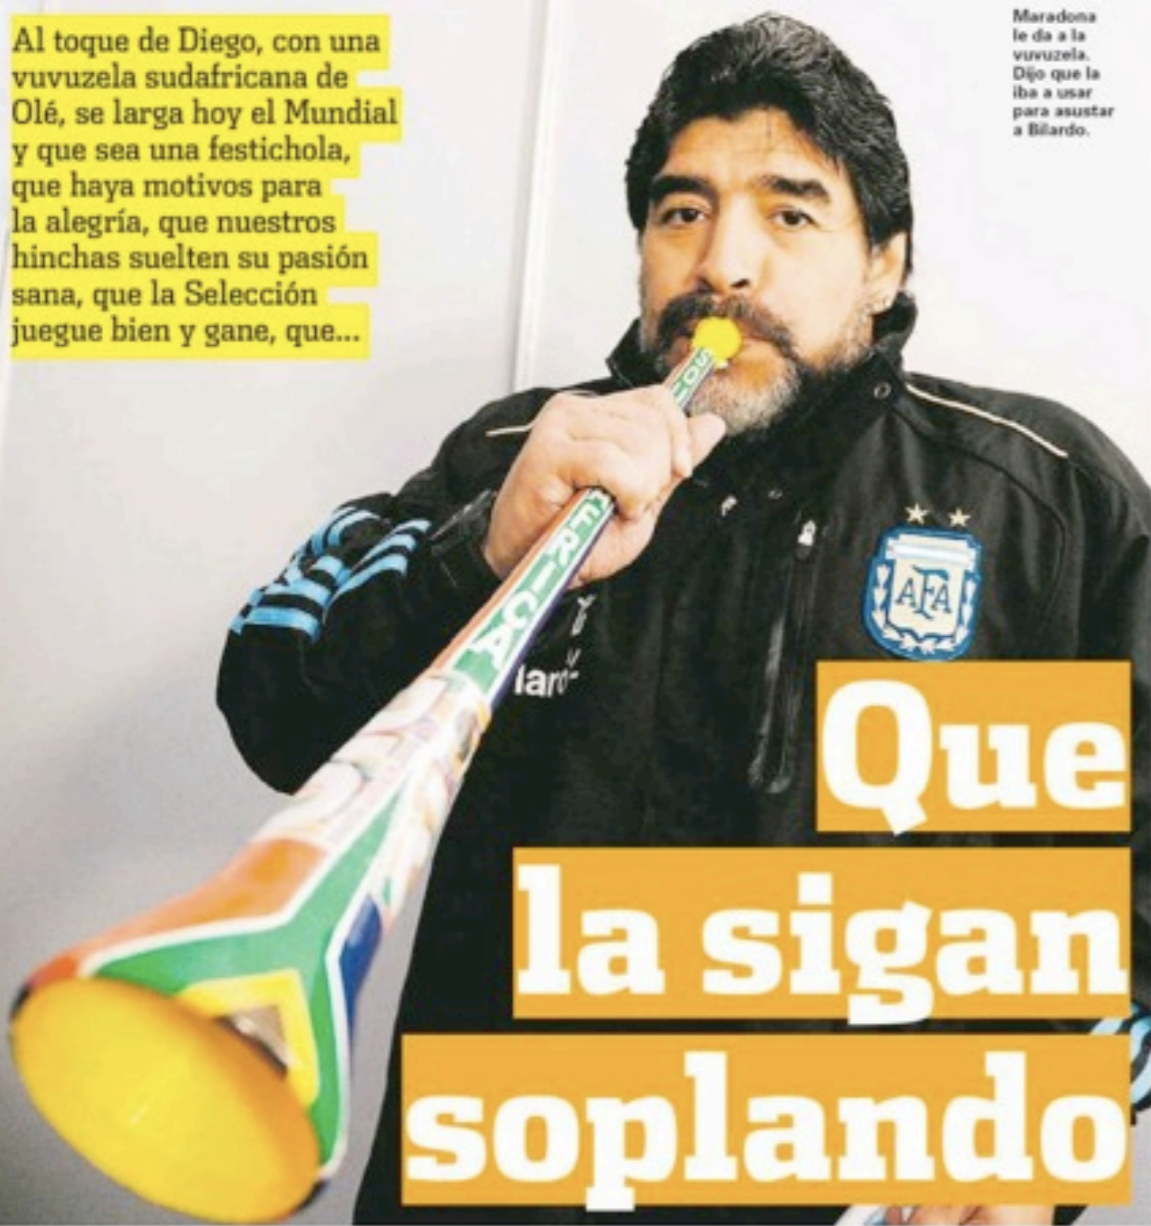 Al toque de Diego, con una
vuvuzela sudafricana de
Olé, se larga hoy el Mundial
y que sea una festichola,
que haya motivos para
la alegría, que nuestros
hinchas suelten su pasión
sana, que la Selección
juegue bien y gane, que...
Maradona
le da a la
vuvuzela.
Dijo que la
iba a usar
para asustar
a Bilardo.
AFRICA
AFA
Que
la sigan
soplando